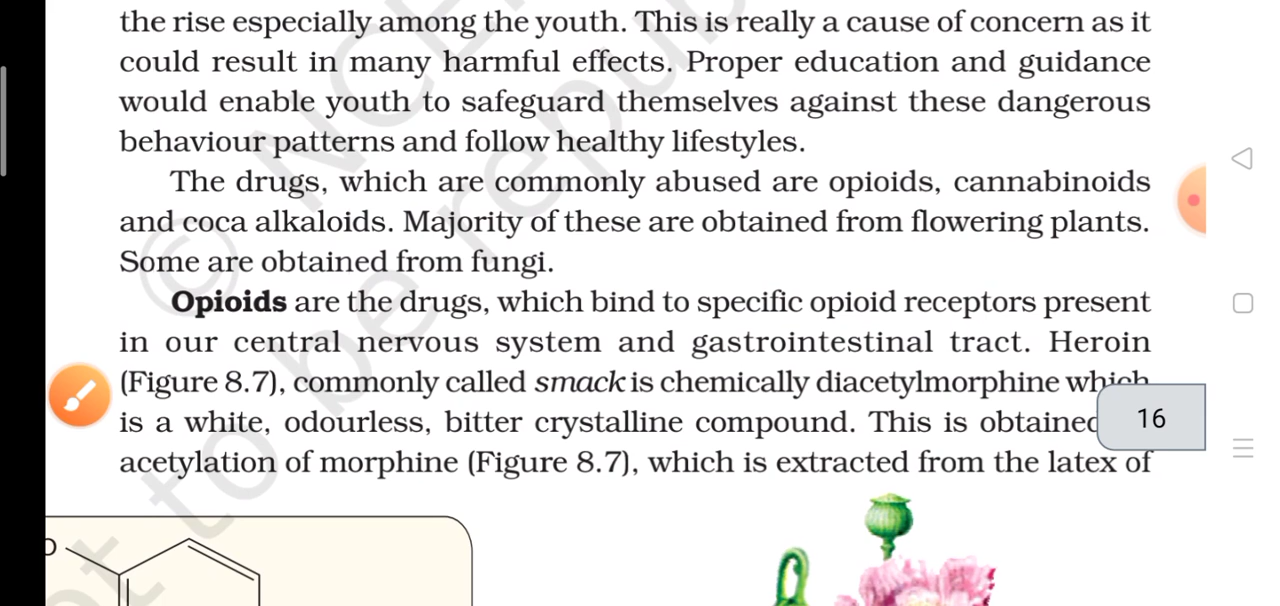 the rise especially among the youth. This is really a cause of concern as it
could result in many harmful effects. Proper education and guidance
would enable youth to safeguard themselves against these dangerous
behaviour patterns and follow healthy lifestyles.
The drugs, which are commonly abused are opioids, cannabinoids
and coca alkaloids. Majority of these are obtained from flowering plants.
Some are obtained from fungi.
Opioids are the drugs, which bind to specific opioid receptors present
in our central nervous system and gastrointestinal tract. Heroin
(Figure 8.7), commonly called smack is chemically diacetylmorphine which
is a white, odourless, bitter crystalline compound. This is obtained
16
acetylation of morphine (Figure 8.7), which is extracted from the latex of